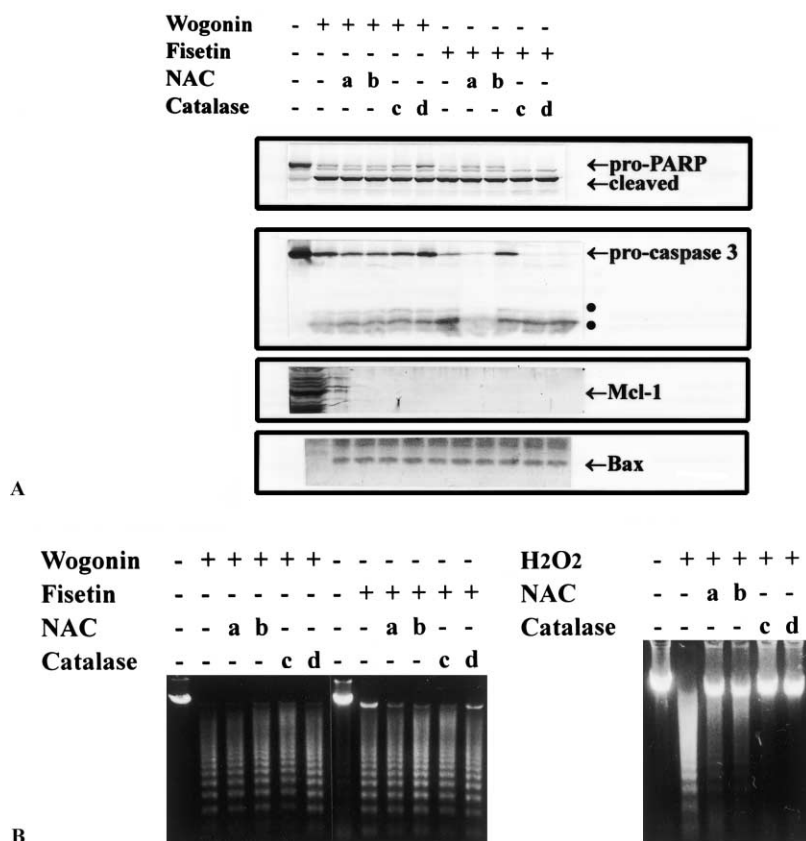 Wogonin - + + + + + - - - - -
Fisetin - - - - - - + + + + +
NAC - - a b - - - a b - -
Catalase - - - - c d - - - c d
←pro-PARP
←cleaved
←pro-caspase 3
←Mcl-1
←Bax
A
Wogonin - + + + + + - - - - - -
Fisetin - - - - - - - + + + + +
NAC - - a b - - - - a b - -
Catalase - - - - c d - - - - c d
H2O2 - + + + + +
NAC - - a b - -
Catalase - - - - c d
B